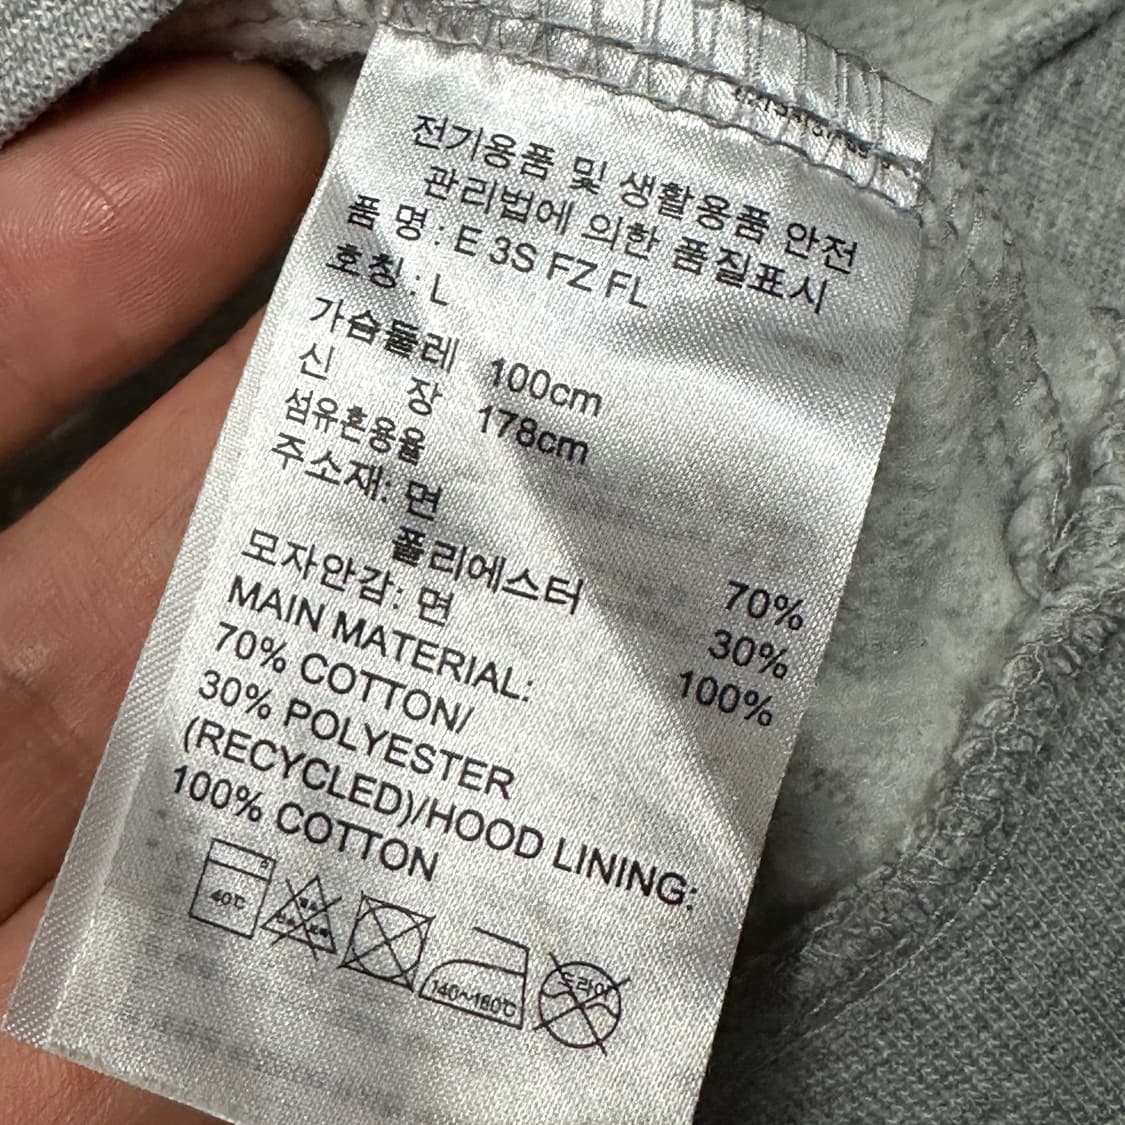 전기용품 및 생활용품 안전
관리법에 의한 품질표시
품 명 : E 3S FZ FL
호칭 : L
가슴둘레 100cm
신 장 178cm
섬유혼용율
주소재: 면 70%
폴리에스터 30%
모자안감: 면 100%
MAIN MATERIAL:
70% COTTON/
30% POLYESTER
(RECYCLED)/HOOD LINING:
100% COTTON
40℃
140~160℃
드라이